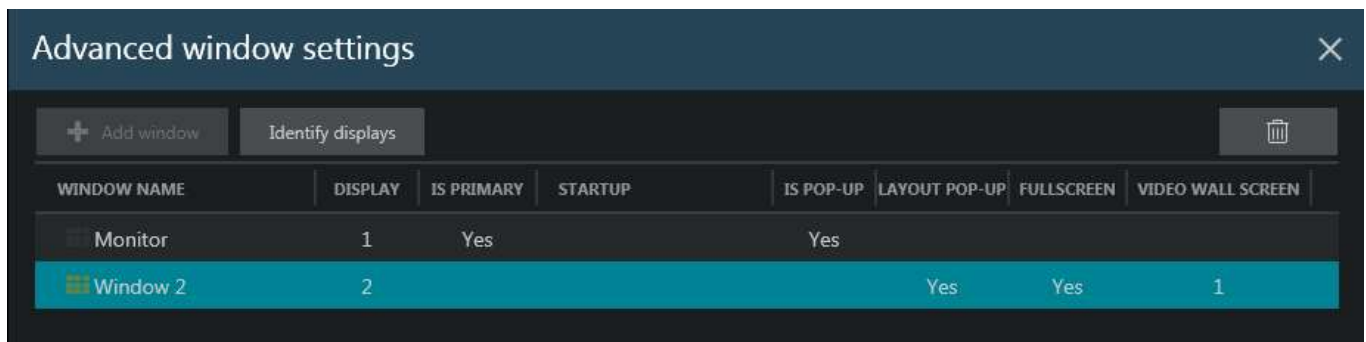 Advanced window settings
Add window Identify displays
WINDOW NAME DISPLAY IS PRIMARY STARTUP IS POP-UP LAYOUT POP-UP FULLSCREEN VIDEO WALL SCREEN
Monitor 1 Yes Yes
Window 2 2 Yes Yes 1